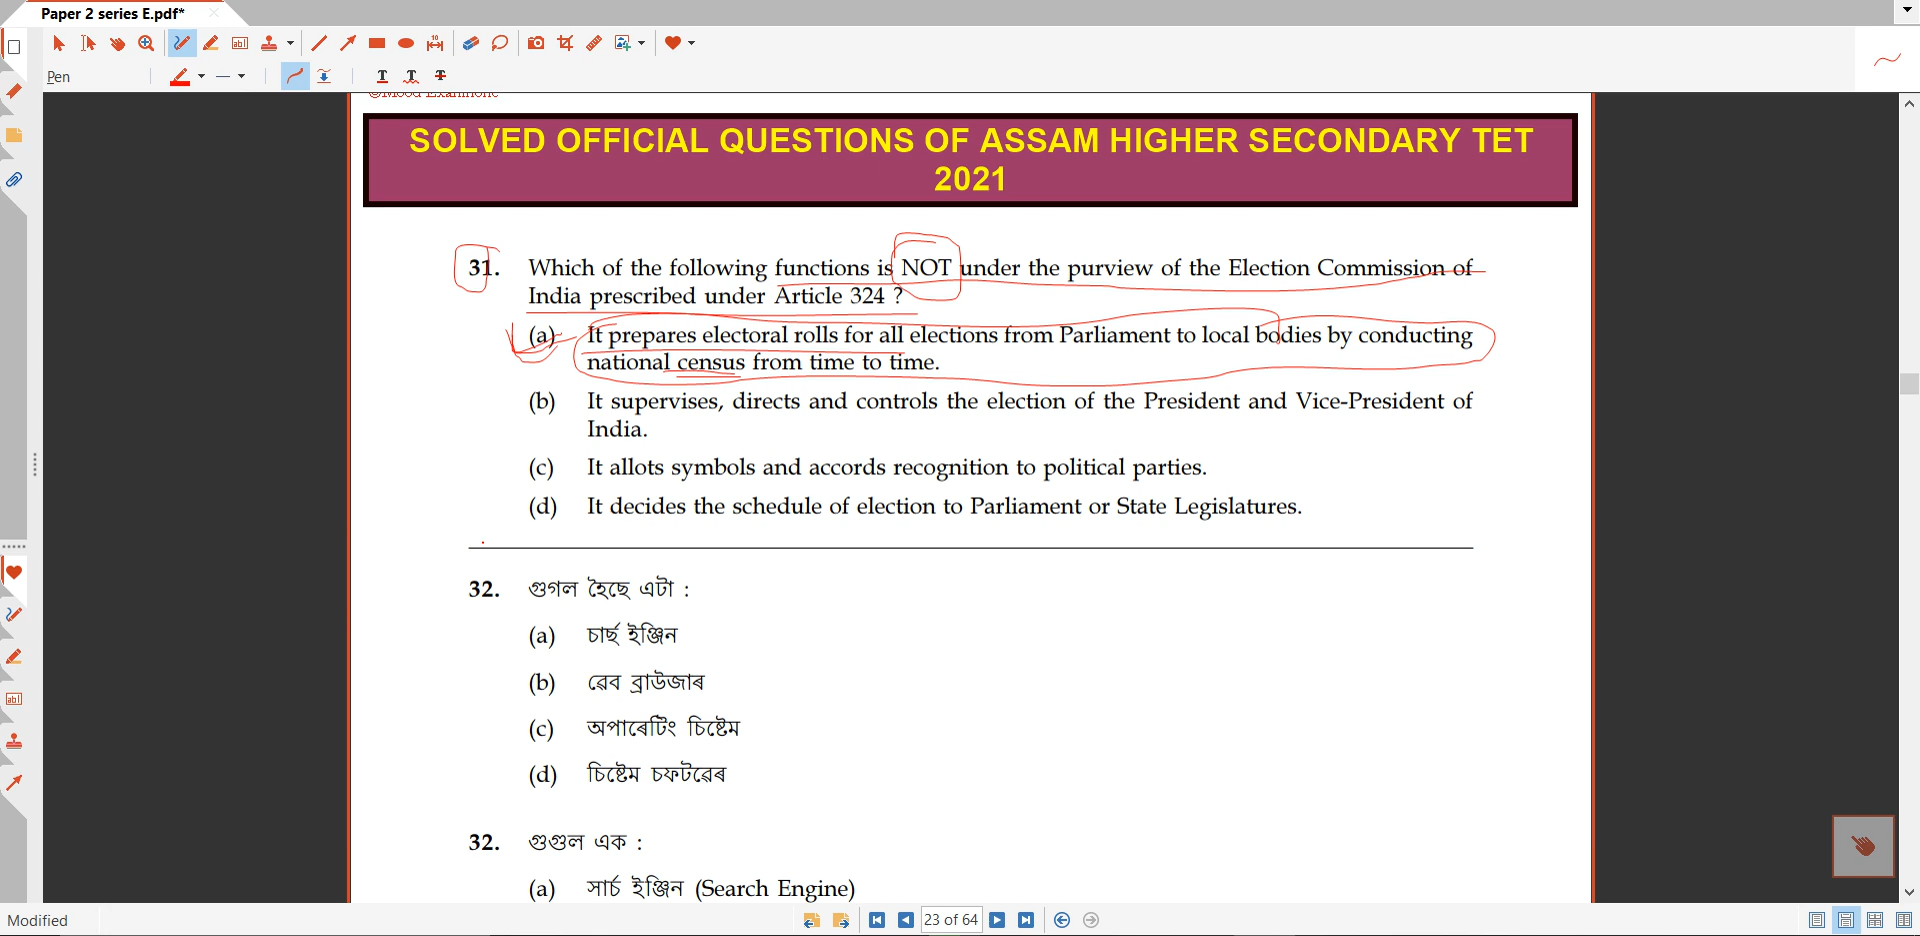 Paper 2 series E.pdf*
Pen
SOLVED OFFICIAL QUESTIONS OF ASSAM HIGHER SECONDARY TET
2021
31. Which of the following functions is NOT under the purview of the Election Commission of
India prescribed under Article 324 ?
(a) It prepares electoral rolls for all elections from Parliament to local bodies by conducting
national census from time to time.
(b) It supervises, directs and controls the election of the President and Vice-President of
India.
(c) It allots symbols and accords recognition to political parties.
(d) It decides the schedule of election to Parliament or State Legislatures.
32. গুগল হৈছে এটা :
(a) চাৰ্ছ ইঞ্জিন
(b) ৱেব ব্ৰাউজাৰ
(c) অপাৰেটিং চিষ্টেম
(d) চিষ্টেম চফটৱেৰ
32. গুগুল এক :
(a) সার্চ ইঞ্জিন (Search Engine)
Modified
23 of 64